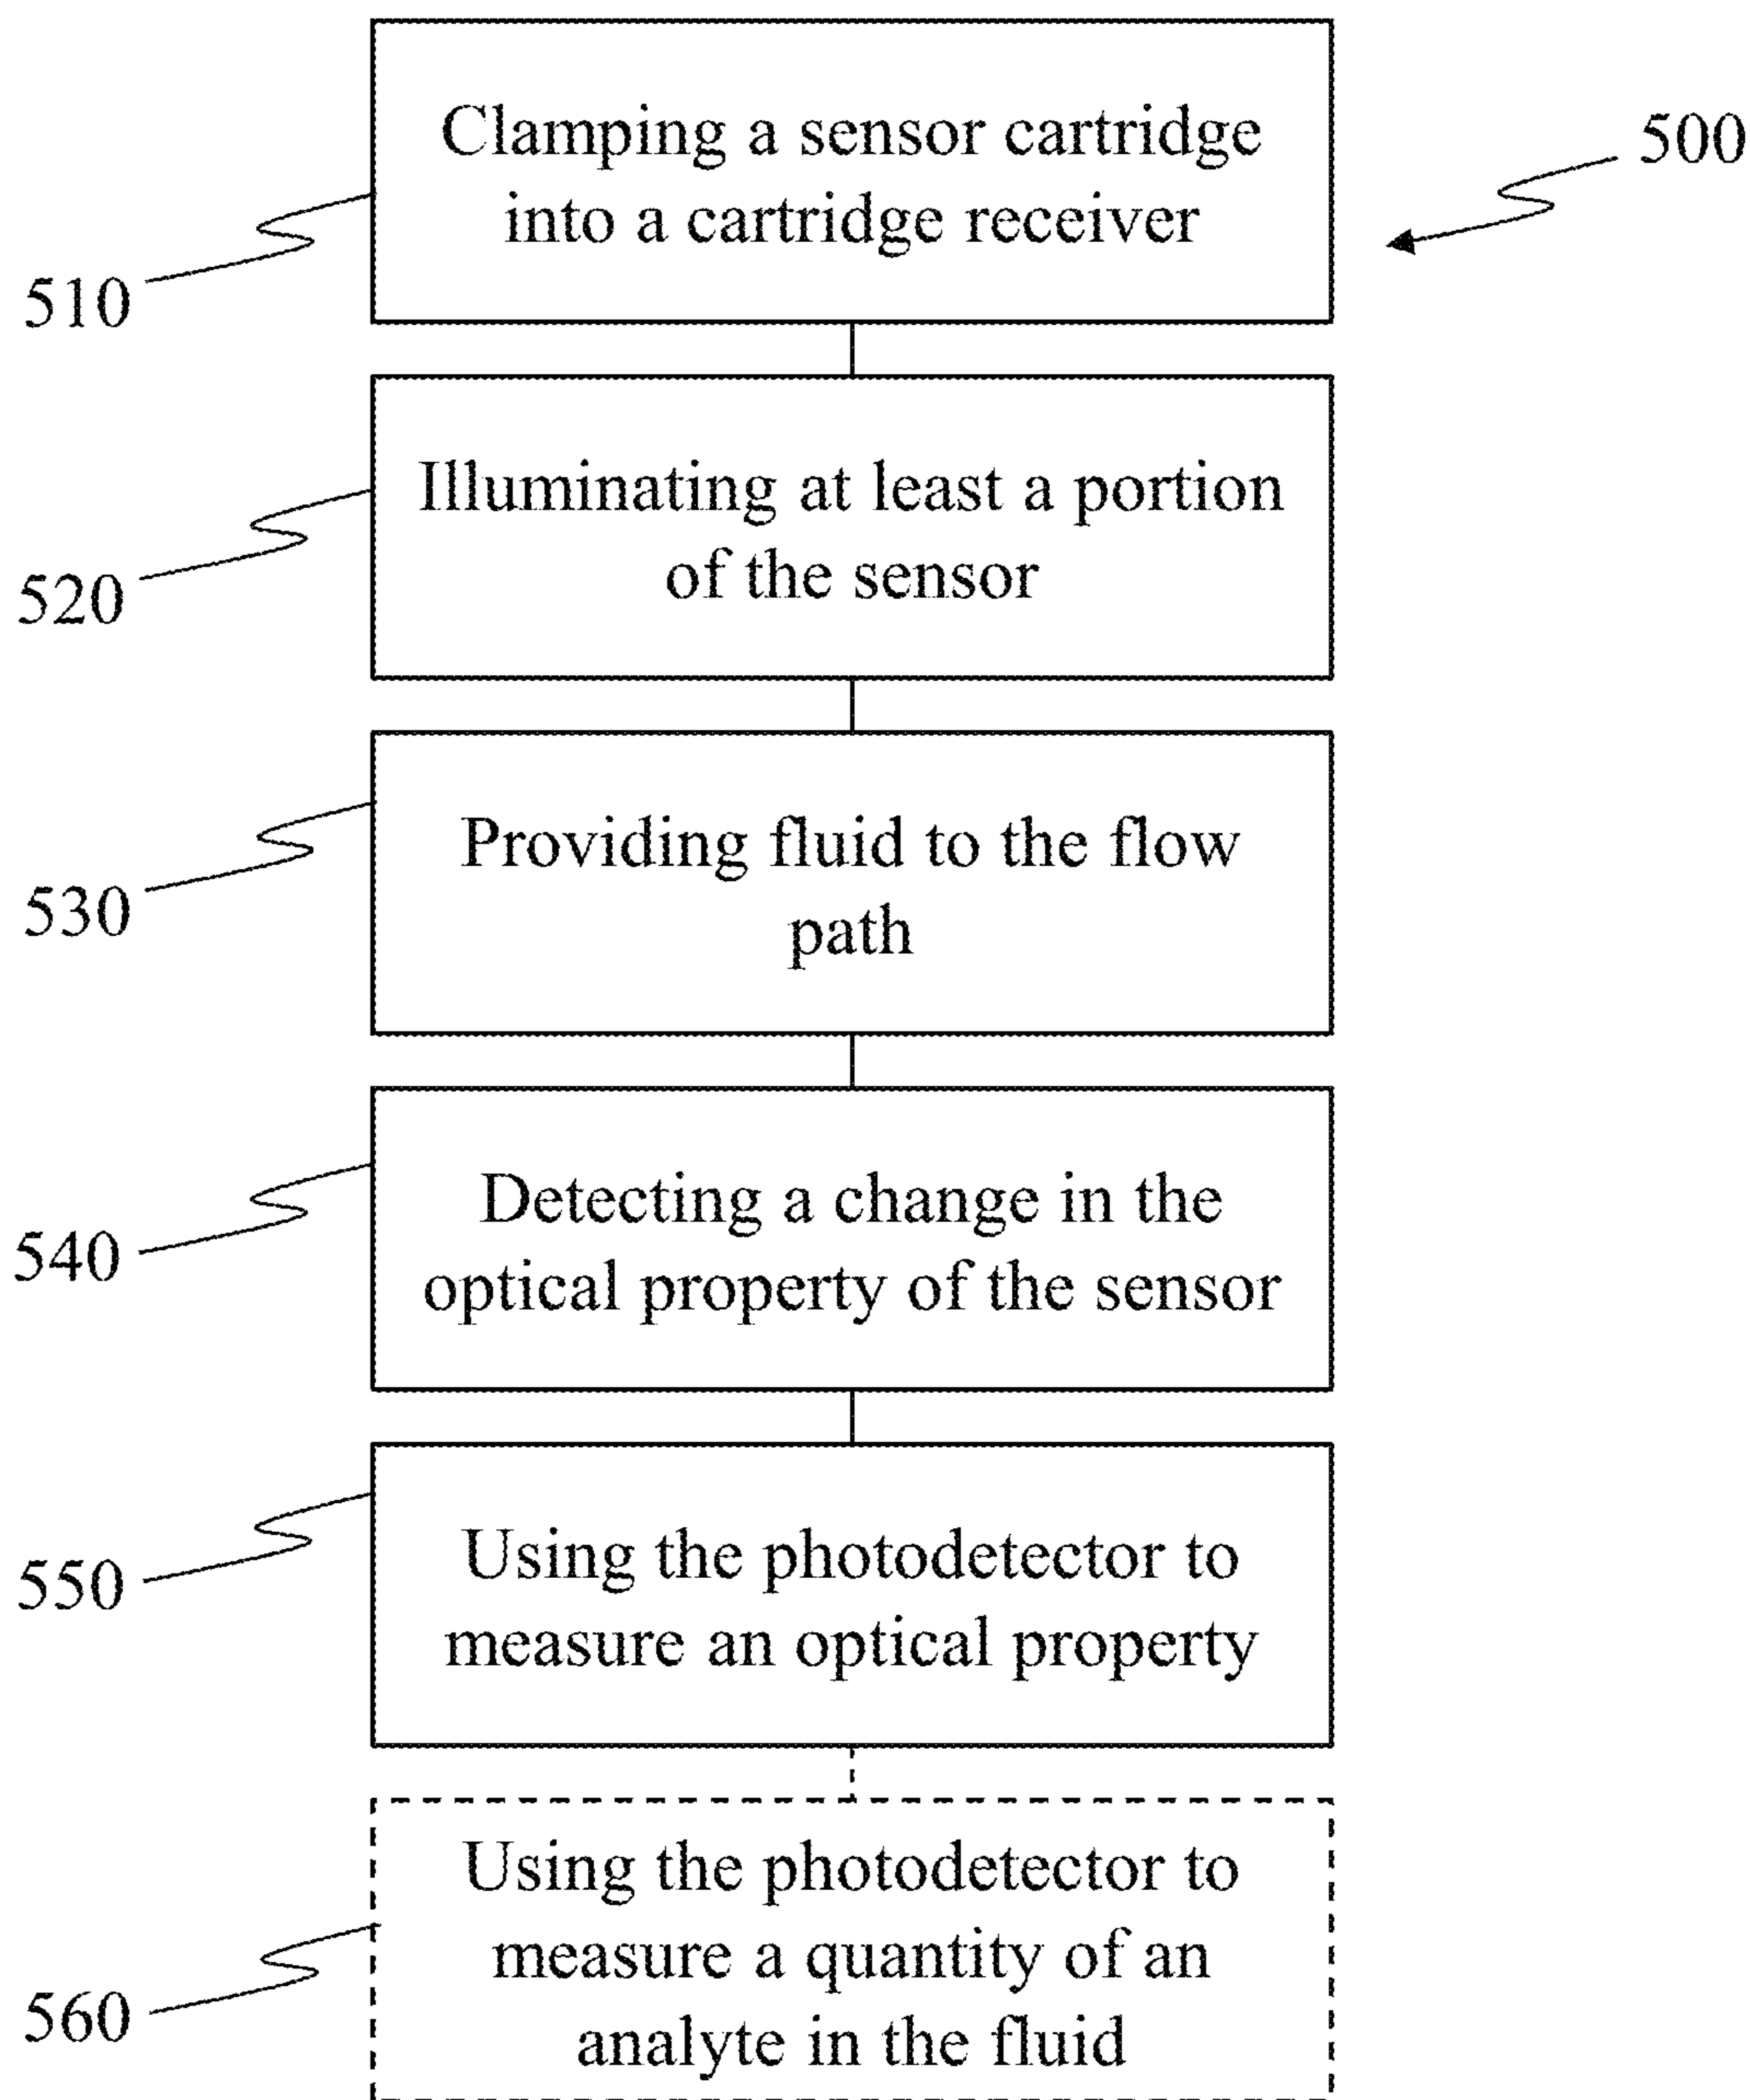 Clamping a sensor cartridge
into a cartridge receiver
500
510
Illuminating at least a portion
of the sensor
520
Providing fluid to the flow
path
530
Detecting a change in the
optical property of the sensor
540
Using the photodetector to
measure an optical property
550
Using the photodetector to
measure a quantity of an
analyte in the fluid
560